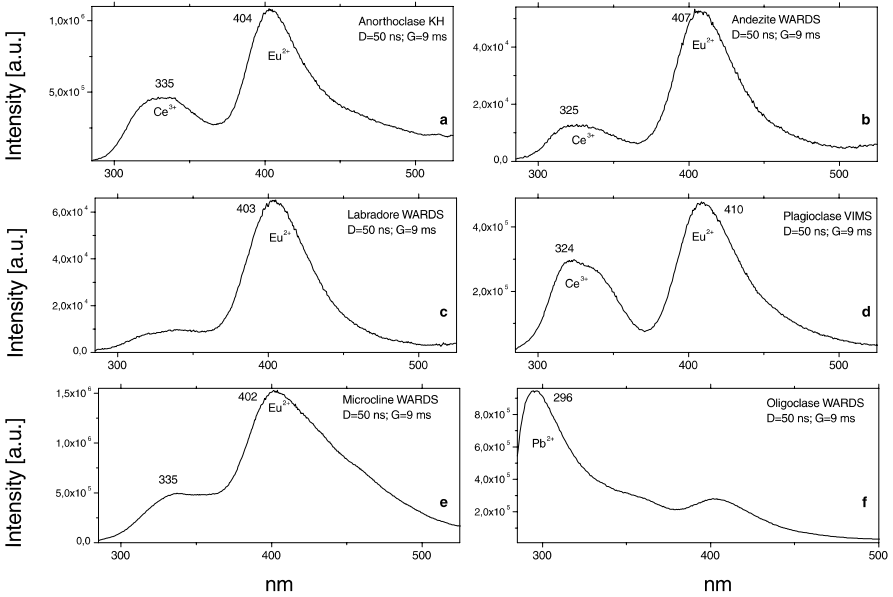 Intensity [a.u.]
1,0x10⁶
5,0x10⁵
404
Anorthoclase KH
D=50 ns; G=9 ms
Eu²⁺
335
Ce³⁺
a
300
400
500
4,0x10⁴
2,0x10⁴
0,0
407
Andezite WARDS
D=50 ns; G=9 ms
Eu²⁺
325
Ce³⁺
b
300
400
500
Intensity [a.u.]
6,0x10⁴
4,0x10⁴
2,0x10⁴
0,0
403
Labradore WARDS
D=50 ns; G=9 ms
Eu²⁺
c
300
400
500
4,0x10⁵
2,0x10⁵
410
Plagioclase VIMS
D=50 ns; G=9 ms
Eu²⁺
324
Ce³⁺
d
300
400
500
Intensity [a.u.]
1,5x10⁶
1,0x10⁶
5,0x10⁵
0,0
402
Microcline WARDS
D=50 ns; G=9 ms
Eu²⁺
335
e
300
400
500
nm
8,0x10⁵
6,0x10⁵
4,0x10⁵
2,0x10⁵
296
Oligoclase WARDS
D=50 ns; G=9 ms
Pb²⁺
f
300
400
500
nm